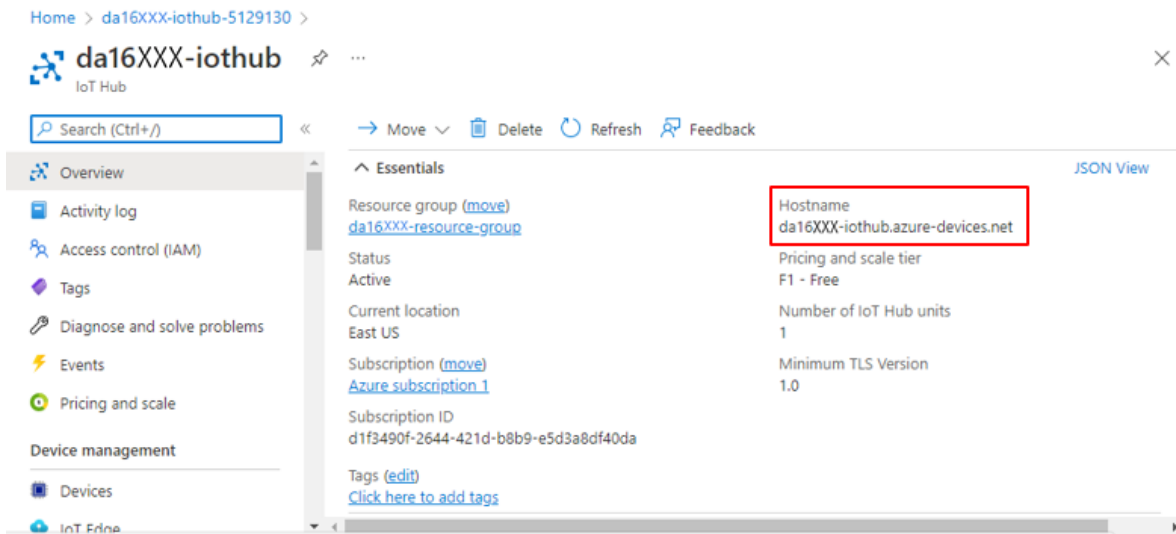 Home > da16XXX-iothub-5129130 >
da16XXX-iothub
IoT Hub
Search (Ctrl+/)
Overview
Activity log
Access control (IAM)
Tags
Diagnose and solve problems
Events
Pricing and scale
Device management
Devices
IoT Edge
Move
Delete
Refresh
Feedback
Essentials
JSON View
Resource group (move)
da16XXX-resource-group
Status
Active
Current location
East US
Subscription (move)
Azure subscription 1
Subscription ID
d1f3490f-2644-421d-b8b9-e5d3a8df40da
Tags (edit)
Click here to add tags
Hostname
da16XXX-iothub.azure-devices.net
Pricing and scale tier
F1 - Free
Number of IoT Hub units
1
Minimum TLS Version
1.0